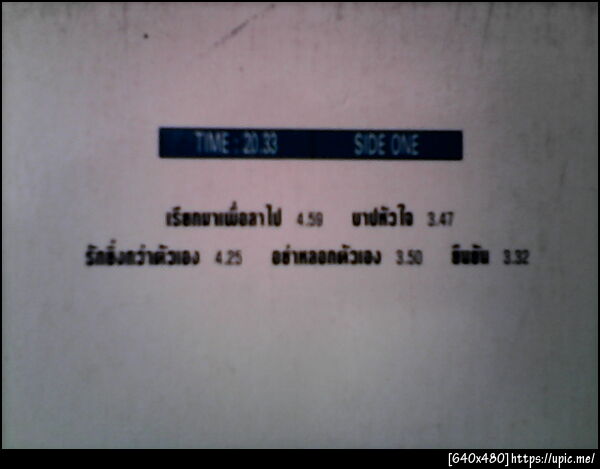 TIME : 20.33 SIDE ONE
เรียกมาเพื่อลาไป 4.59 บาปหัวใจ 3.47
รักยิ่งกว่าตัวเอง 4.25 อย่าหลอกตัวเอง 3.50 ยืนยัน 3.32
[640x480]https://upic.me/